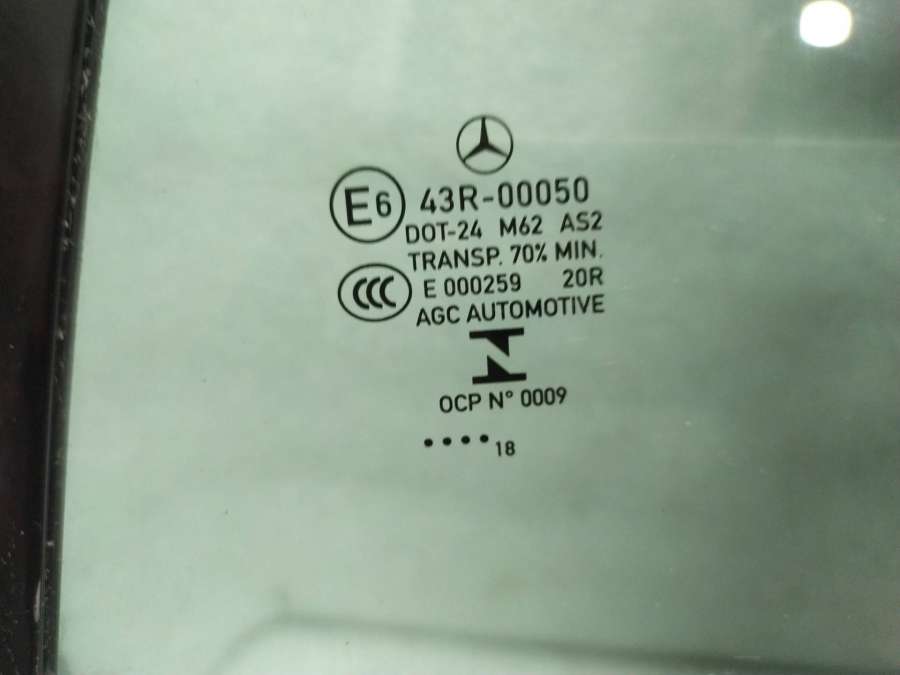 E6 43R-00050
DOT-24 M62 AS2
TRANSP. 70% MIN.
CCC E 000259 20R
AGC AUTOMOTIVE
OCP N° 0009
•••• 18